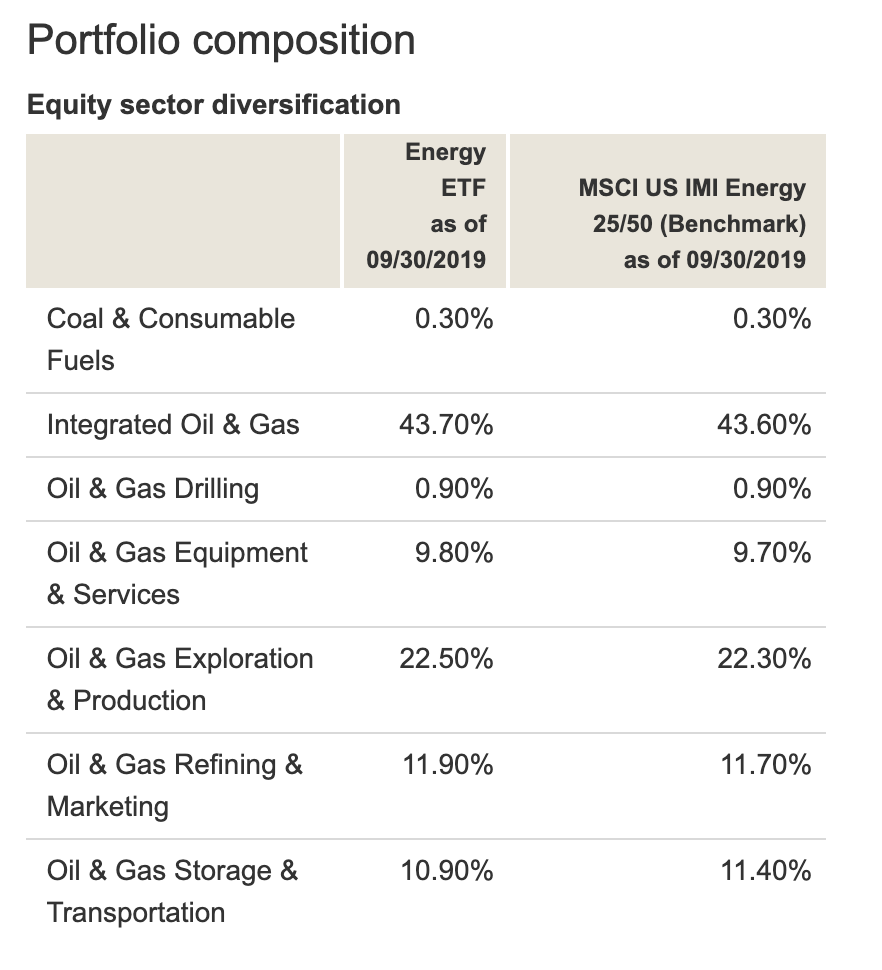 Portfolio composition
Equity sector diversification
Energy
ETF
as of
09/30/2019
MSCI US IMI Energy
25/50 (Benchmark)
as of 09/30/2019
Coal & Consumable 0.30% 0.30%
Fuels
Integrated Oil & Gas 43.70% 43.60%
Oil & Gas Drilling 0.90% 0.90%
Oil & Gas Equipment 9.80% 9.70%
& Services
Oil & Gas Exploration 22.50% 22.30%
& Production
Oil & Gas Refining & 11.90% 11.70%
Marketing
Oil & Gas Storage & 10.90% 11.40%
Transportation